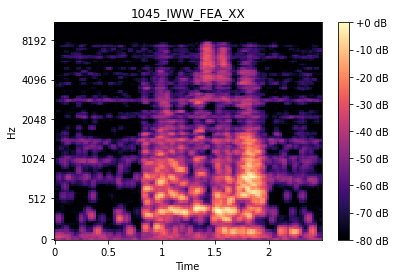 1045_IWW_FEA_XX
8192
4096
2048
1024
512
0
Hz
0
0.5
1
1.5
2
Time
+0 dB
-10 dB
-20 dB
-30 dB
-40 dB
-50 dB
-60 dB
-70 dB
-80 dB